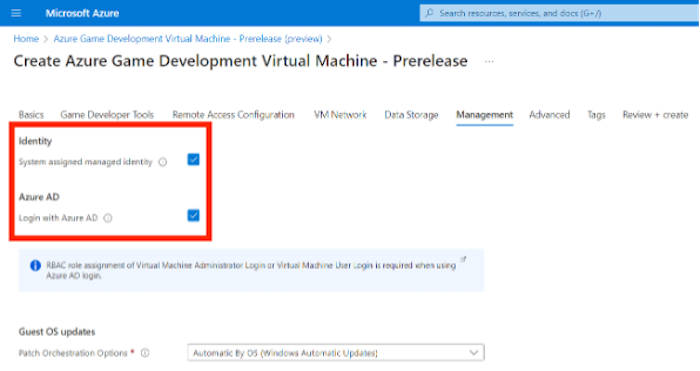 Microsoft Azure
Search resources, services, and docs (G+/)
Home > Azure Game Development Virtual Machine - Prerelease (preview) >
Create Azure Game Development Virtual Machine - Prerelease ...
Basics Game Developer Tools Remote Access Configuration VM Network Data Storage Management Advanced Tags Review + create
Identity
System assigned managed identity
Azure AD
Login with Azure AD
RBAC role assignment of Virtual Machine Administrator Login or Virtual Machine User Login is required when using
Azure AD login.
Guest OS updates
Patch Orchestration Options * Automatic By OS (Windows Automatic Updates)